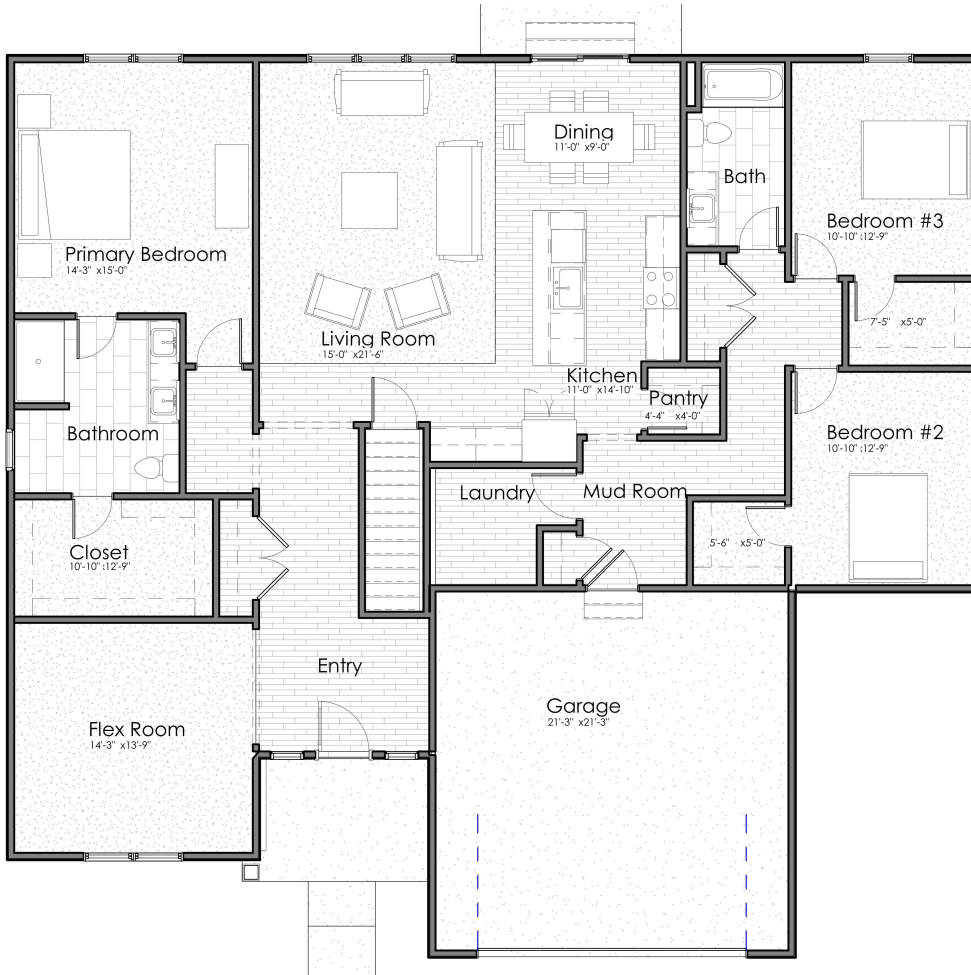 Dining
11'-0" x9'-0"
Bath
Bedroom #3
10'-10" :12'-9"
Primary Bedroom
14'-3" x15'-0"
7'-5" x5'-0"
Living Room
15'-0" x21'-6"
Kitchen
11'-0" x14'-10"
Pantry
4'-4" x4'-0"
Bathroom
Bedroom #2
10'-10" :12'-9"
Laundry
Mud Room
5'-6" x5'-0"
Closet
10'-10" :12'-9"
Entry
Garage
21'-3" x21'-3"
Flex Room
14'-3" x13'-9"